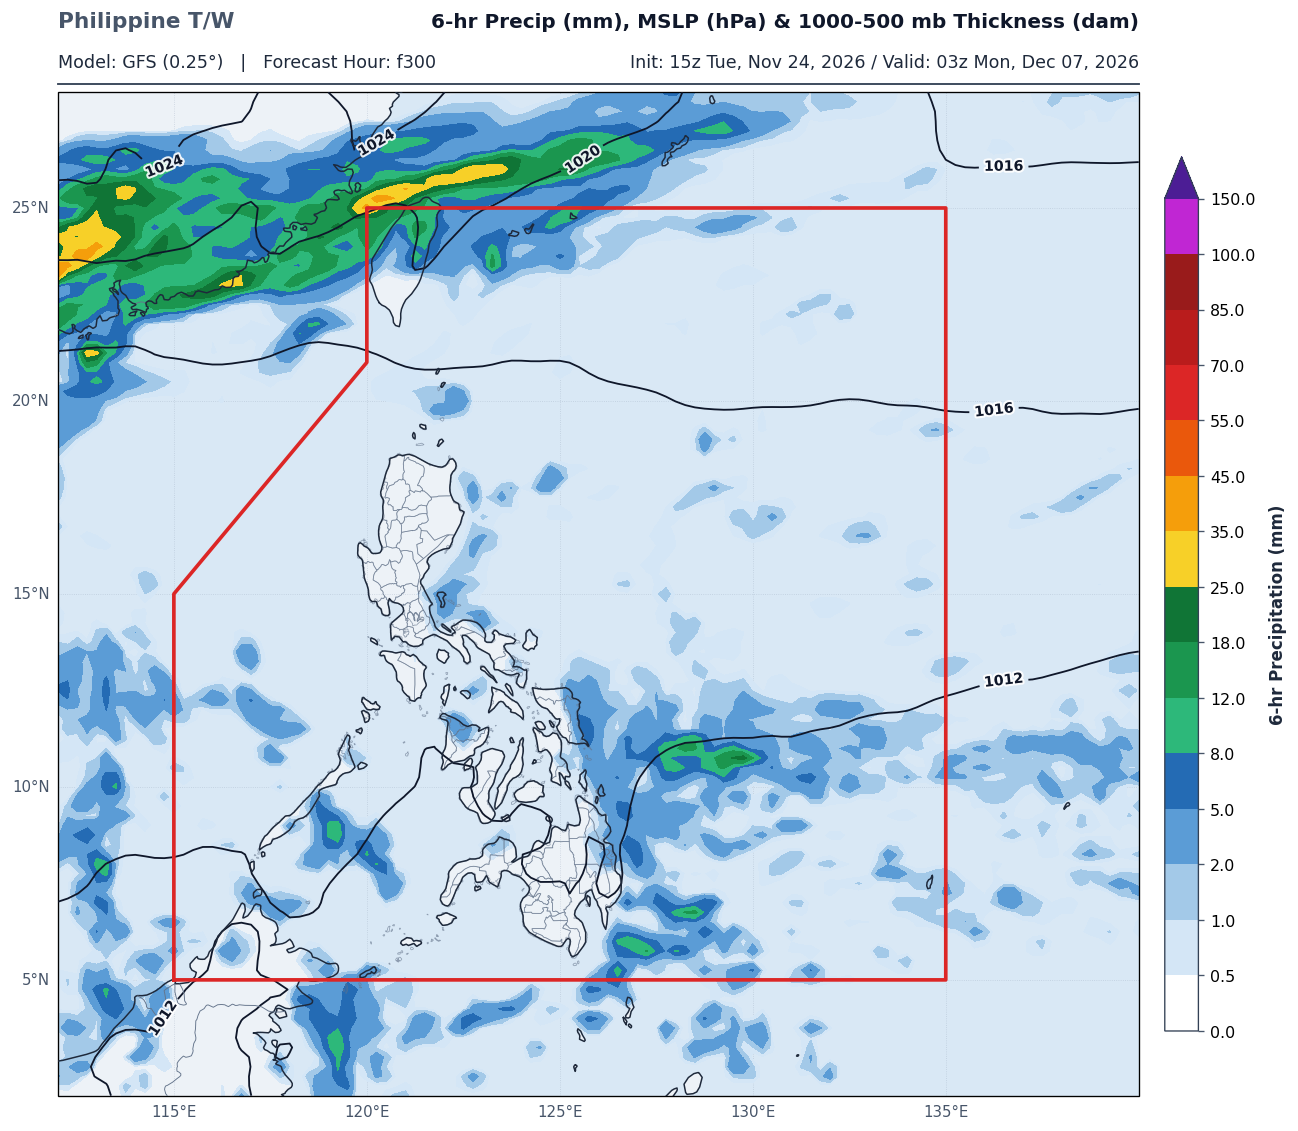 Philippine T/W
6-hr Precip (mm), MSLP (hPa) & 1000-500 mb Thickness (dam)
Model: GFS (0.25°) | Forecast Hour: f300
Init: 15z Tue, Nov 24, 2026 / Valid: 03z Mon, Dec 07, 2026
1024
1024
1020
1016
1016
1012
1012
25°N
20°N
15°N
10°N
5°N
115°E
120°E
125°E
130°E
135°E
150.0
100.0
85.0
70.0
55.0
45.0
35.0
25.0
18.0
12.0
8.0
5.0
2.0
1.0
0.5
0.0
6-hr Precipitation (mm)